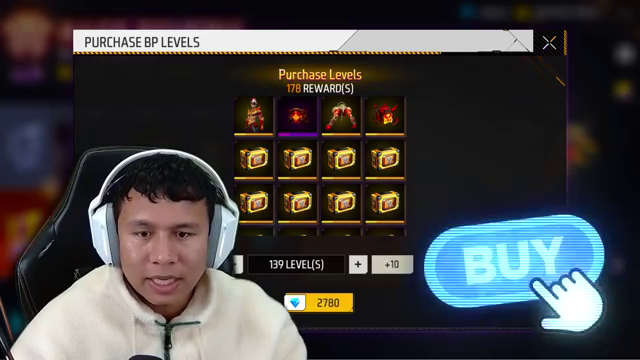 PURCHASE BP LEVELS
Purchase Levels
178 REWARD(S)
139 LEVEL(S)
+
+10
2780
BUY